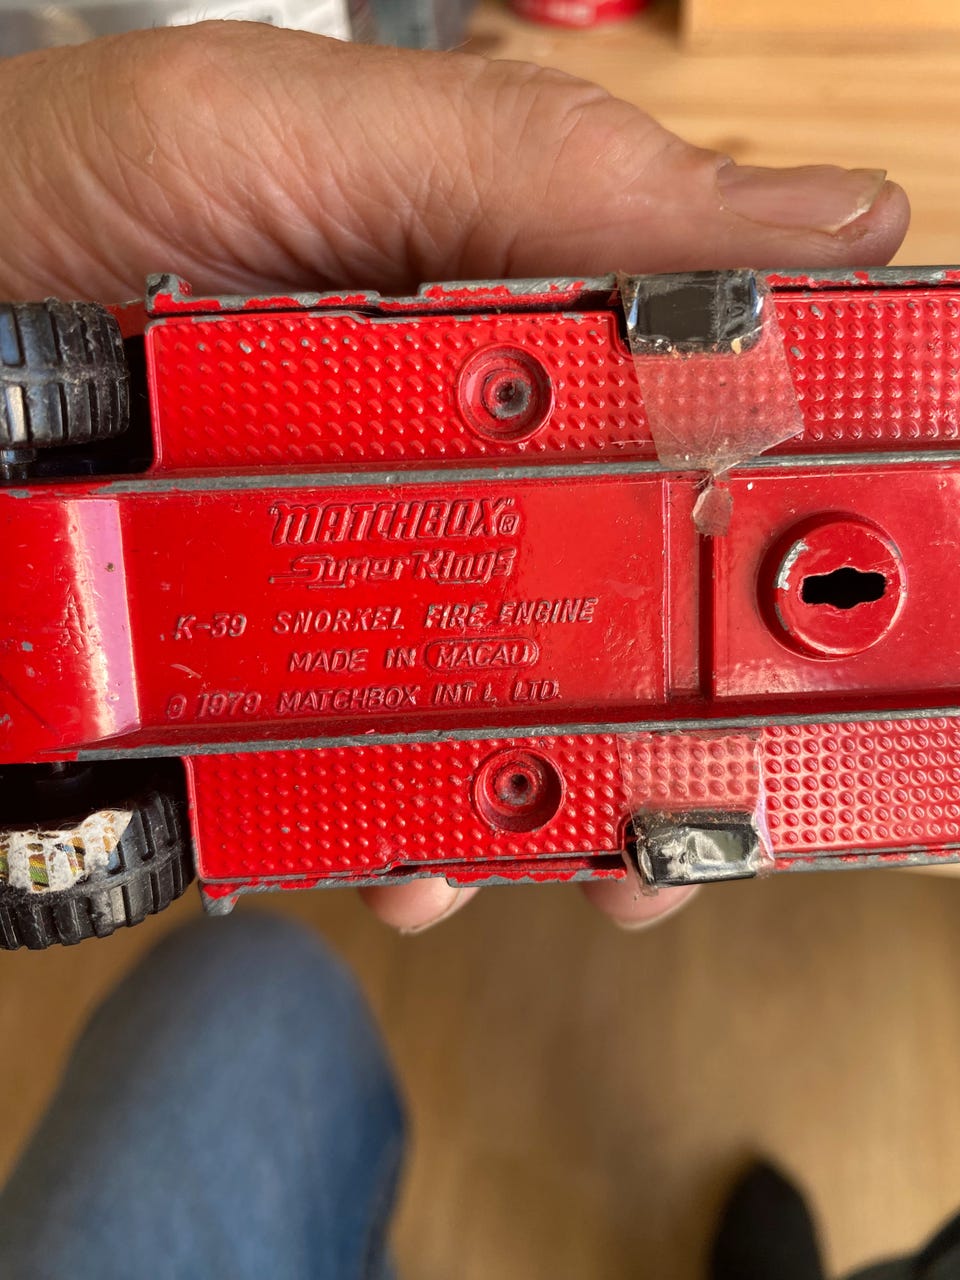 "MATCHBOX"®
Super Kings
K-39 SNORKEL FIRE ENGINE
MADE IN MACAU
© 1979 MATCHBOX INT'L LTD.